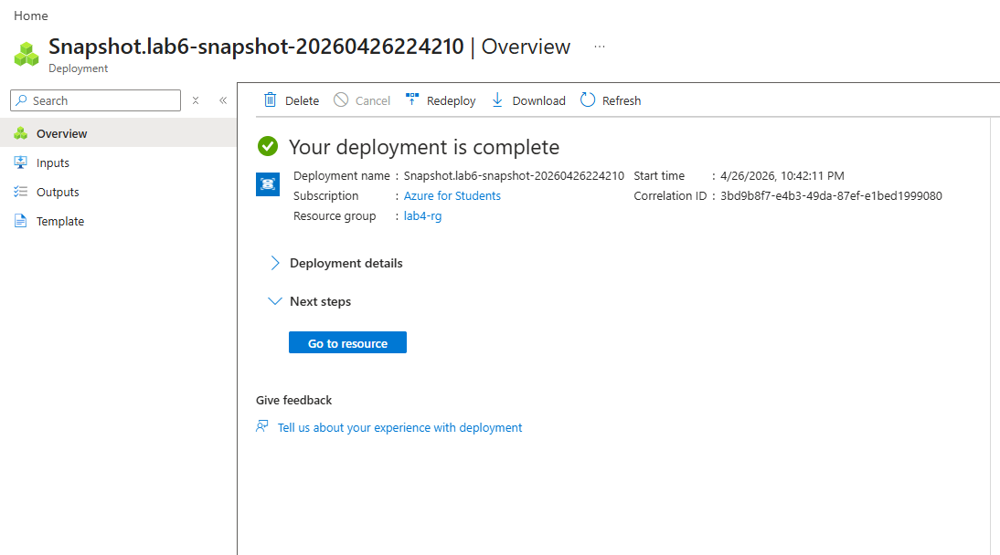 Home
Snapshot.lab6-snapshot-20260426224210 | Overview ...
Deployment
Search
Overview
Inputs
Outputs
Template
Delete Cancel Redeploy Download Refresh
Your deployment is complete
Deployment name : Snapshot.lab6-snapshot-20260426224210 Start time : 4/26/2026, 10:42:11 PM
Subscription : Azure for Students Correlation ID : 3bd9b8f7-e4b3-49da-87ef-e1bed1999080
Resource group : lab4-rg
Deployment details
Next steps
Go to resource
Give feedback
Tell us about your experience with deployment